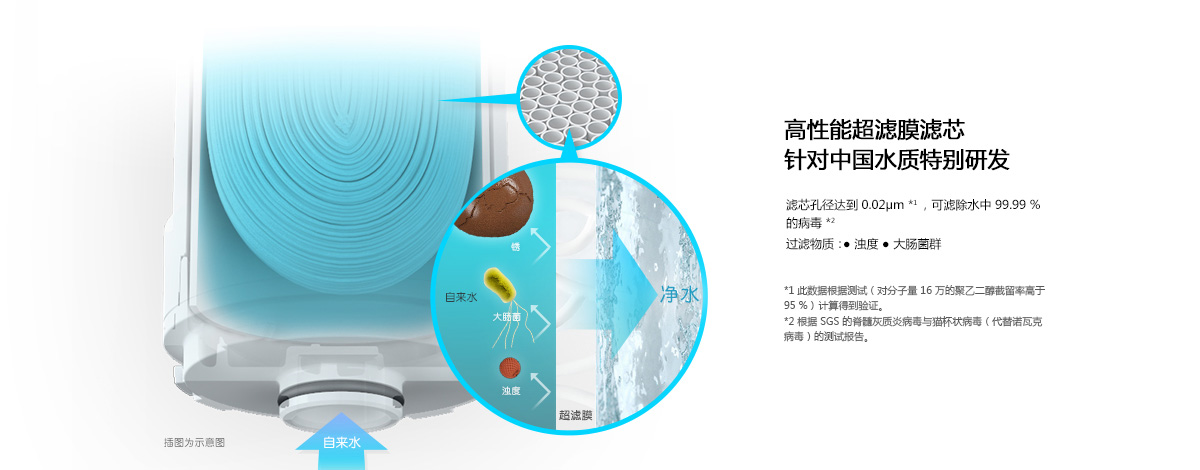 高性能超滤膜滤芯
针对中国水质特别研发
滤芯孔径达到 0.02μm *1 ，可滤除水中 99.99 %
的病毒 *2
过滤物质：● 浊度 ● 大肠菌群
*1 此数据根据测试（对分子量 16 万的聚乙二醇截留率高于
95 %）计算得到验证。
*2 根据 SGS 的脊髓灰质炎病毒与猫杯状病毒（代替诺瓦克
病毒）的测试报告。
锈
自来水
净水
大肠菌
浊度
超滤膜
插图为示意图
自来水